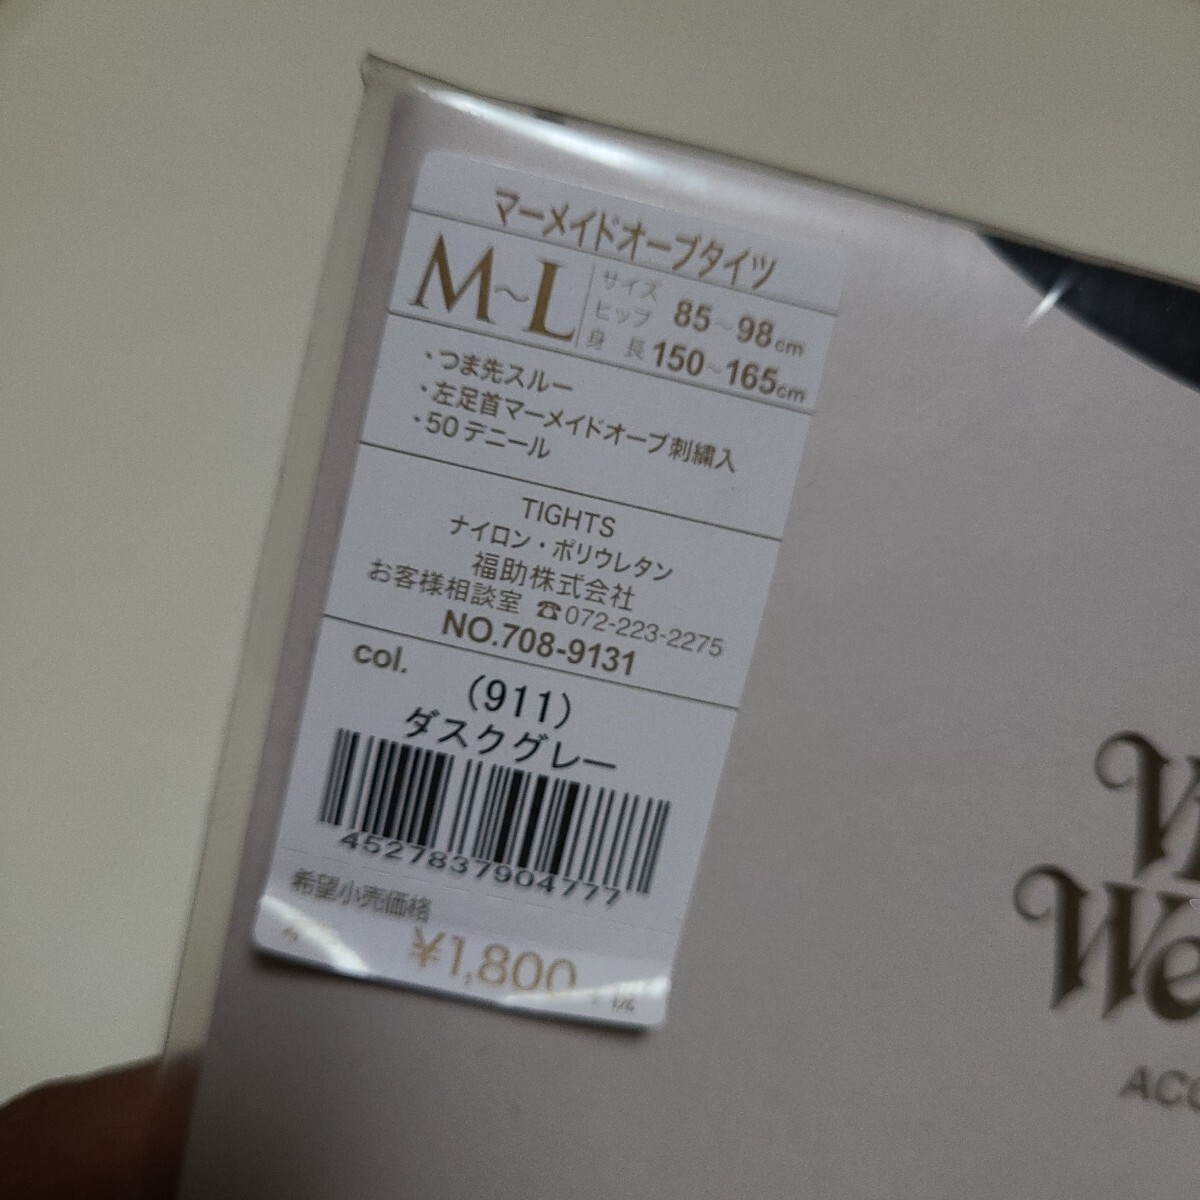 マーメイドオーブタイツ
M~L
サイズ
ヒップ 85~98cm
身長 150~165cm
・つま先スルー
・左足首マーメイドオーブ刺繍入
・50デニール
TIGHTS
ナイロン・ポリウレタン
福助株式会社
お客様相談室 ☎072-223-2275
NO.708-9131
col.
(911)
ダスクグレー
4527837904777
希望小売価格
¥1,800
Vi
We
ACC